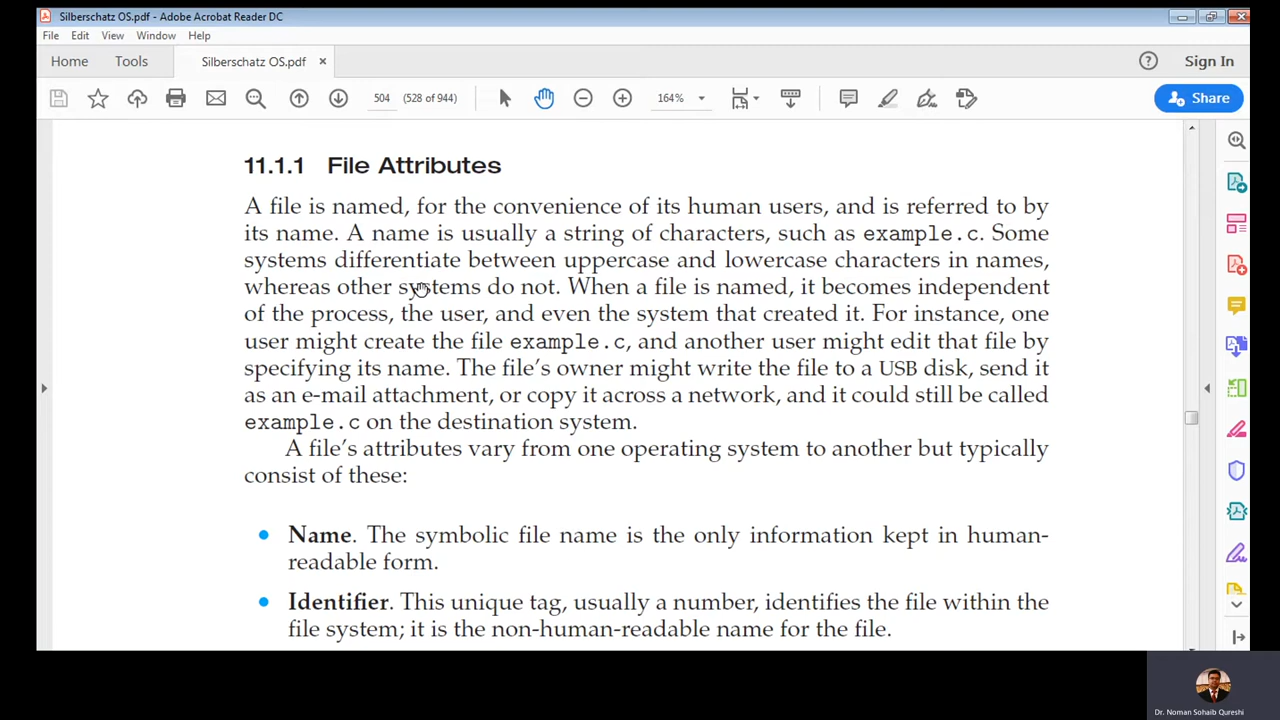 Silberschatz OS.pdf - Adobe Acrobat Reader DC
File Edit View Window Help
Home Tools Silberschatz OS.pdf × Sign In
504 (528 of 944) 164% Share
11.1.1 File Attributes
A file is named, for the convenience of its human users, and is referred to by
its name. A name is usually a string of characters, such as example.c. Some
systems differentiate between uppercase and lowercase characters in names,
whereas other systems do not. When a file is named, it becomes independent
of the process, the user, and even the system that created it. For instance, one
user might create the file example.c, and another user might edit that file by
specifying its name. The file's owner might write the file to a USB disk, send it
as an e-mail attachment, or copy it across a network, and it could still be called
example.c on the destination system.
A file's attributes vary from one operating system to another but typically
consist of these:
• Name. The symbolic file name is the only information kept in human-
readable form.
• Identifier. This unique tag, usually a number, identifies the file within the
file system; it is the non-human-readable name for the file.
Dr. Noman Sohaib Qureshi